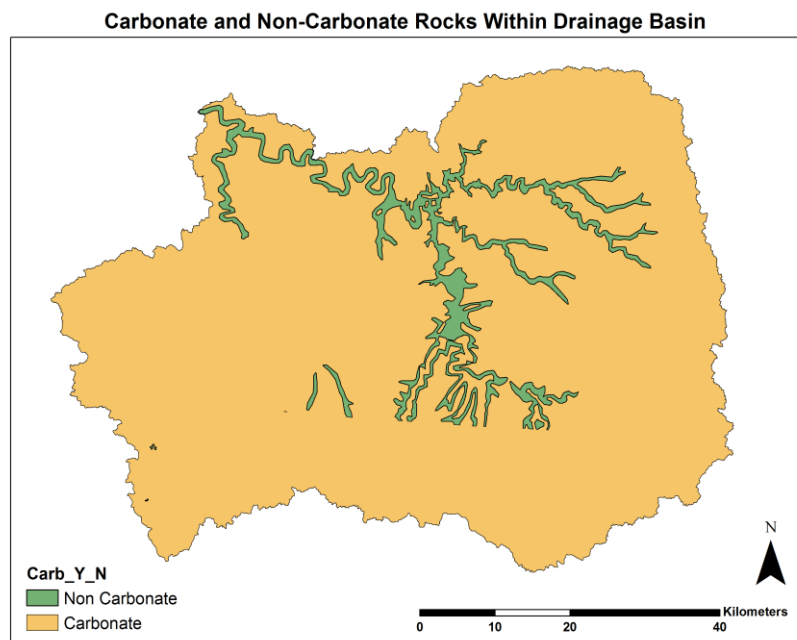 Carbonate and Non-Carbonate Rocks Within Drainage Basin
N
Carb_Y_N
Non Carbonate
Carbonate
Kilometers
0 10 20 40